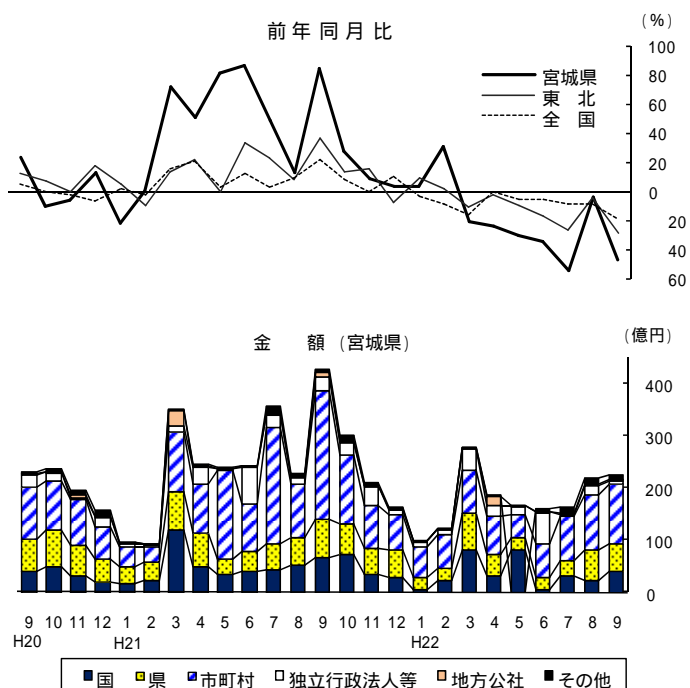 前年同月比
(%)
100
80
60
40
20
0
20
40
60
宮城県
東 北
全 国
金 額 (宮城県)
(億円)
400
300
200
100
0
9 10 11 12 1 2 3 4 5 6 7 8 9 10 11 12 1 2 3 4 5 6 7 8 9
H20 H21 H22
国 県 市町村 独立行政法人等 地方公社 その他